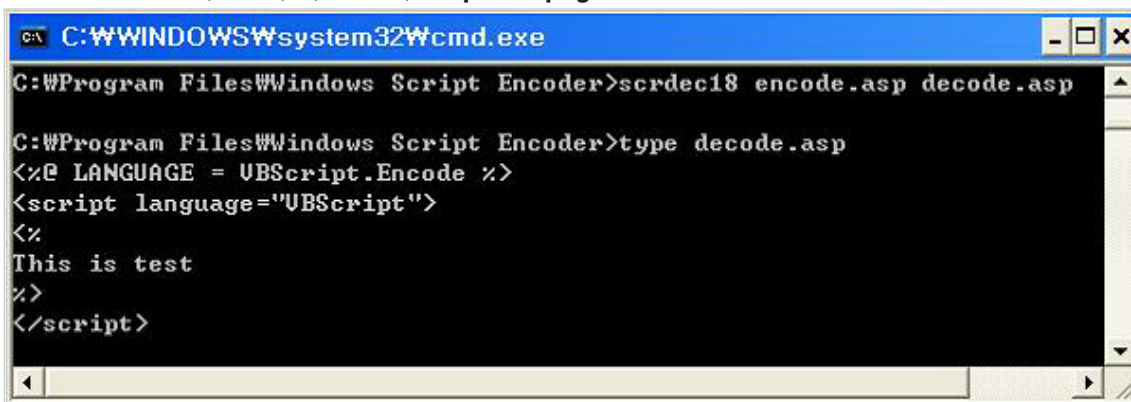 C:₩WINDOWS₩system32₩cmd.exe
C:₩Program Files₩Windows Script Encoder>scrdec18 encode.asp decode.asp
C:₩Program Files₩Windows Script Encoder>type decode.asp
<%@ LANGUAGE = VBScript.Encode %>
<script language="VBScript">
<%
This is test
%>
</script>